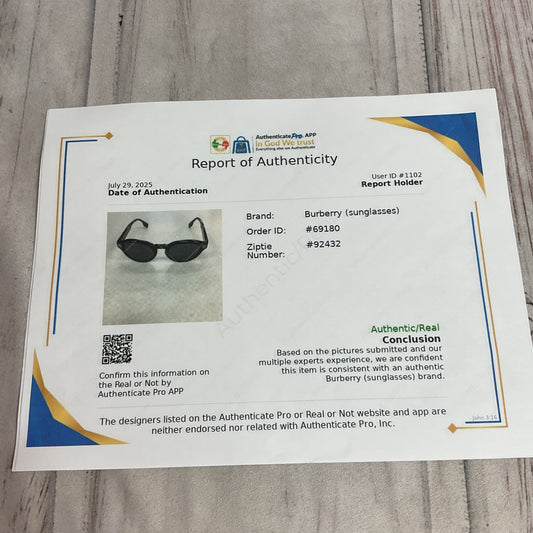 AuthenticatePro. APP
In God We trust
Everything else we Authenticate
Report of Authenticity
July 29, 2025
Date of Authentication
User ID #1102
Report Holder
Brand: Burberry (sunglasses)
Order ID: #69180
Ziptie Number: #92432
Authentic/Real
Conclusion
Based on the pictures submitted and our
multiple experts experience, we are confident
this item is consistent with an authentic
Burberry (sunglasses) brand.
Confirm this information on
the Real or Not by
Authenticate Pro APP
The designers listed on the Authenticate Pro or Real or Not website and app are
neither endorsed nor related with Authenticate Pro, Inc.
John 3:16